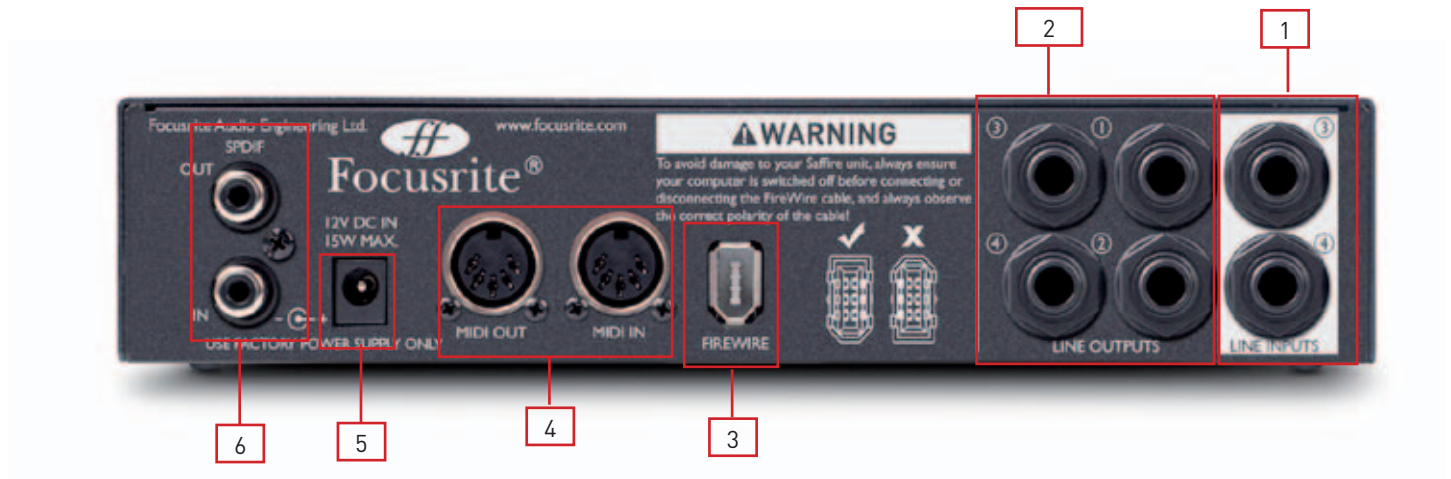 2
1
Focusrite Audio Engineering Ltd.
www.focusrite.com
SPDIF
OUT
ff
Focusrite®
WARNING
To avoid damage to your Saffire unit, always ensure
your computer is switched off before connecting or
disconnecting the FireWire cable, and always observe
the correct polarity of the cable!
12V DC IN
15W MAX.
IN
USE FACTORY POWER SUPPLY ONLY
MIDI OUT
MIDI IN
FIREWIRE
3
1
4
2
LINE OUTPUTS
3
4
LINE INPUTS
6
5
4
3